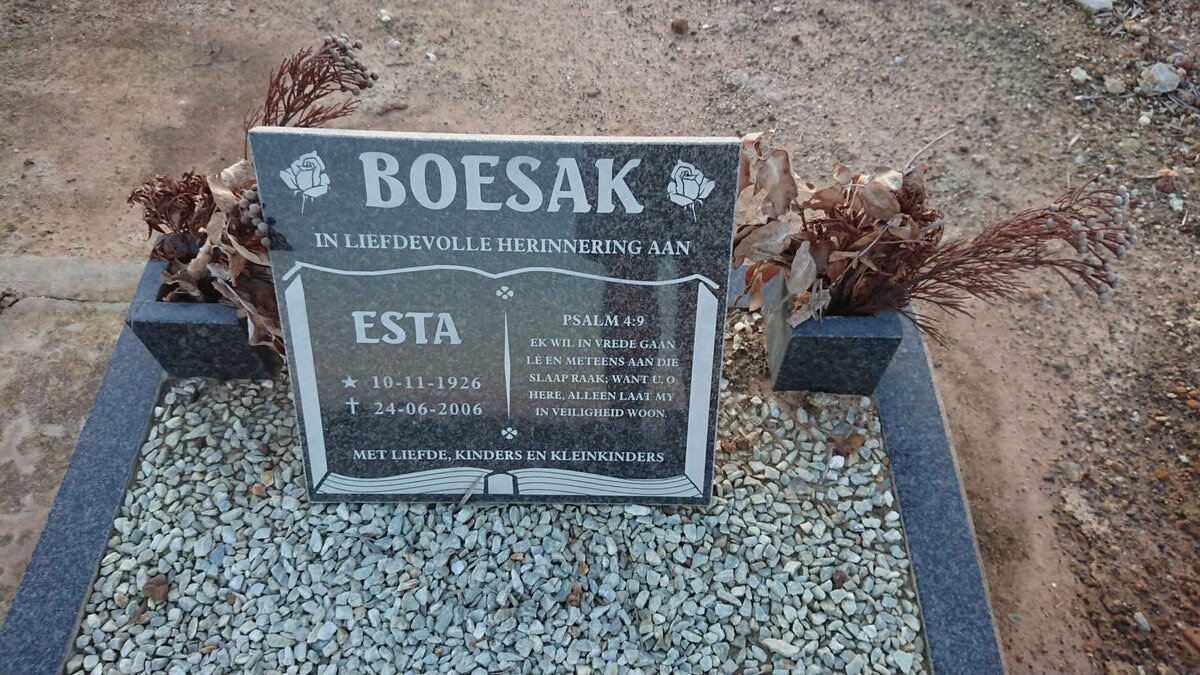 BOESAK
IN LIEFDEVOLLE HERINNERING AAN
ESTA
★ 10-11-1926
✝ 24-06-2006
PSALM 4:9
EK WIL IN VREDE GAAN
LE EN METEENS AAN DIE
SLAAP RAAK; WANT U, O
HERE, ALLEEN LAAT MY
IN VEILIGHEID WOON.
MET LIEFDE, KINDERS EN KLEINKINDERS